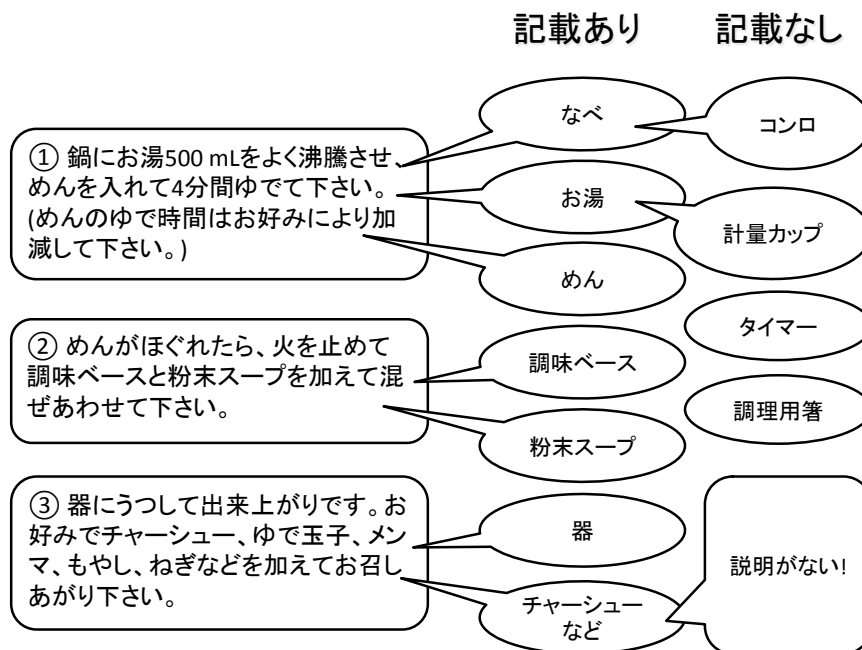 記載あり 記載なし
① 鍋にお湯500 mLをよく沸騰させ、
めんを入れて4分間ゆでて下さい。
(めんのゆで時間はお好みにより加
減して下さい。)
② めんがほぐれたら、火を止めて
調味ベースと粉末スープを加えて混
ぜあわせて下さい。
③ 器にうつして出来上がりです。お
好みでチャーシュー、ゆで玉子、メン
マ、もやし、ねぎなどを加えてお召し
あがり下さい。
なべ
お湯
めん
調味ベース
粉末スープ
器
チャーシュー
など
コンロ
計量カップ
タイマー
調理用箸
説明がない!